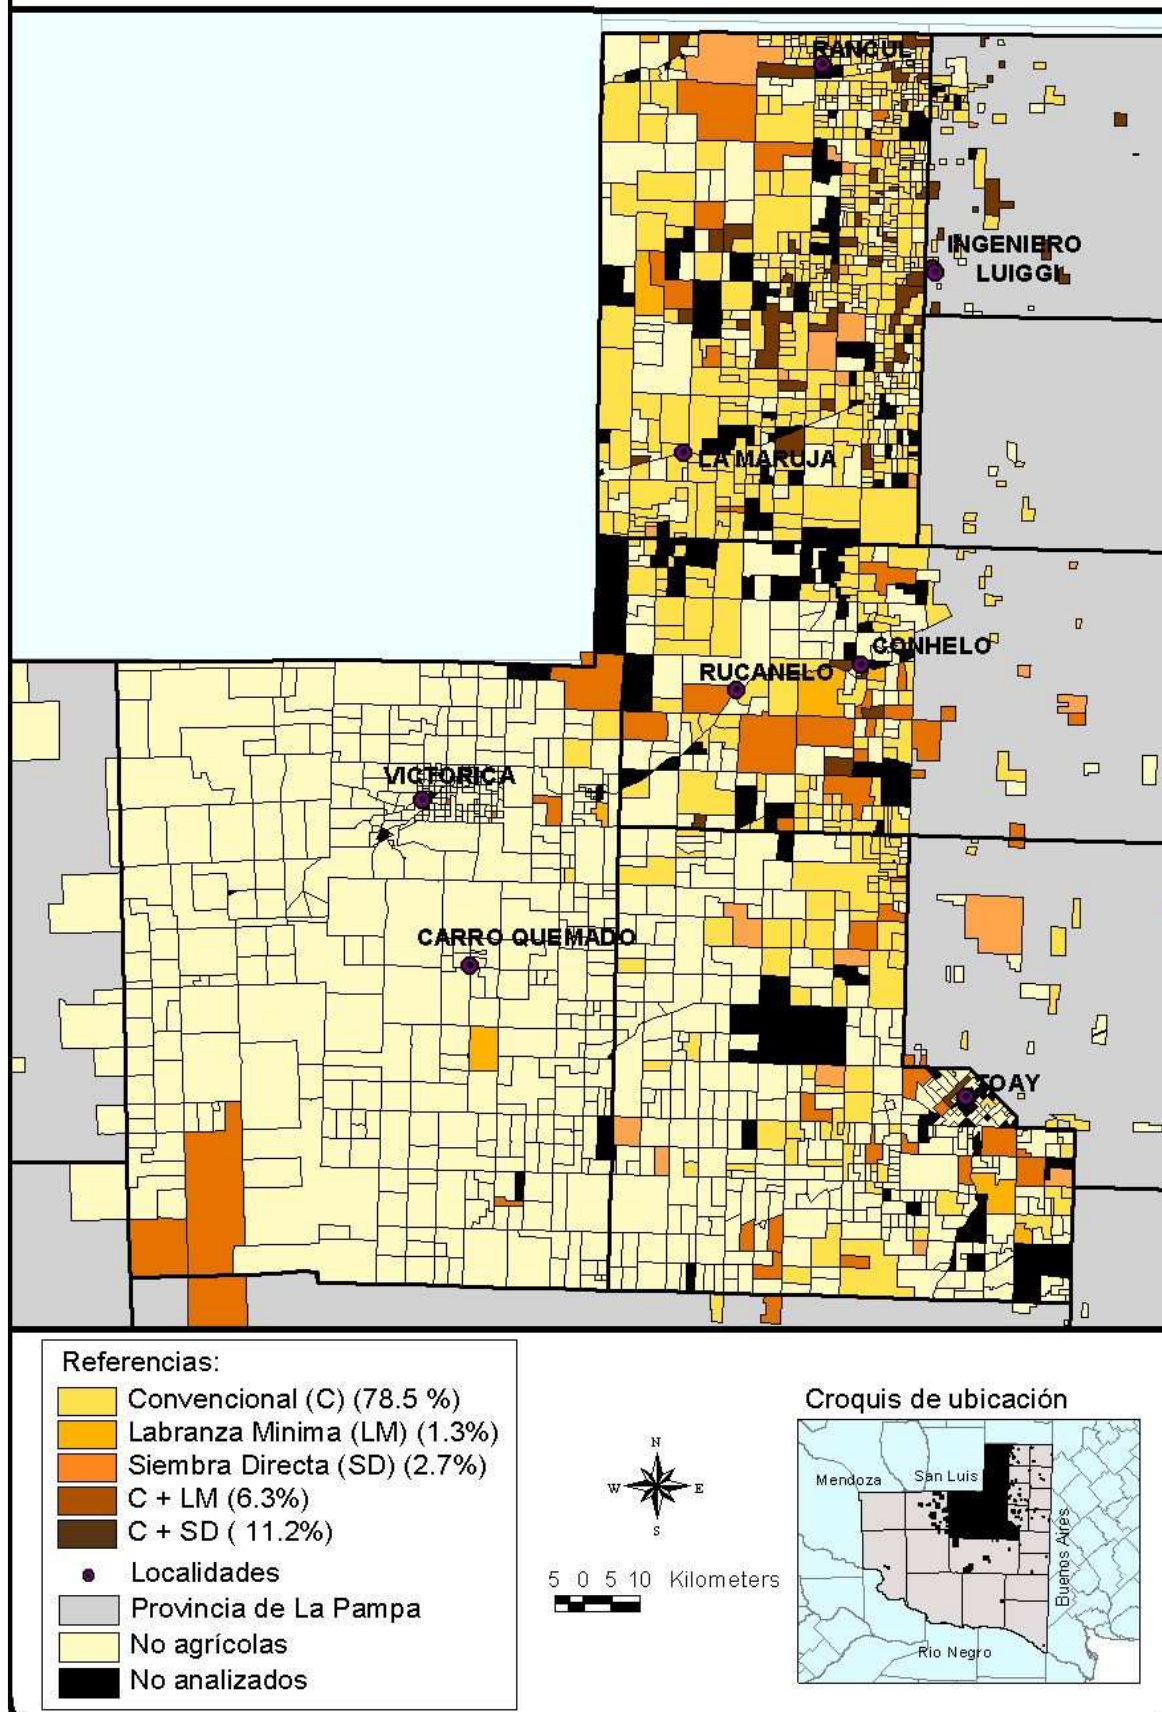 RANCUL
INGENIERO
LUIGGI
LA MARUJA
CONHELO
RUCANELO
VICTORICA
CARRO QUEMADO
TOAY
Referencias:
Convencional (C) (78.5 %)
Labranza Minima (LM) (1.3%)
Siembra Directa (SD) (2.7%)
C + LM (6.3%)
C + SD ( 11.2%)
Localidades
Provincia de La Pampa
No agrícolas
No analizados
N
W E
S
5 0 5 10 Kilometers
Croquis de ubicación
Mendoza
San Luis
Buenos Aires
Rio Negro